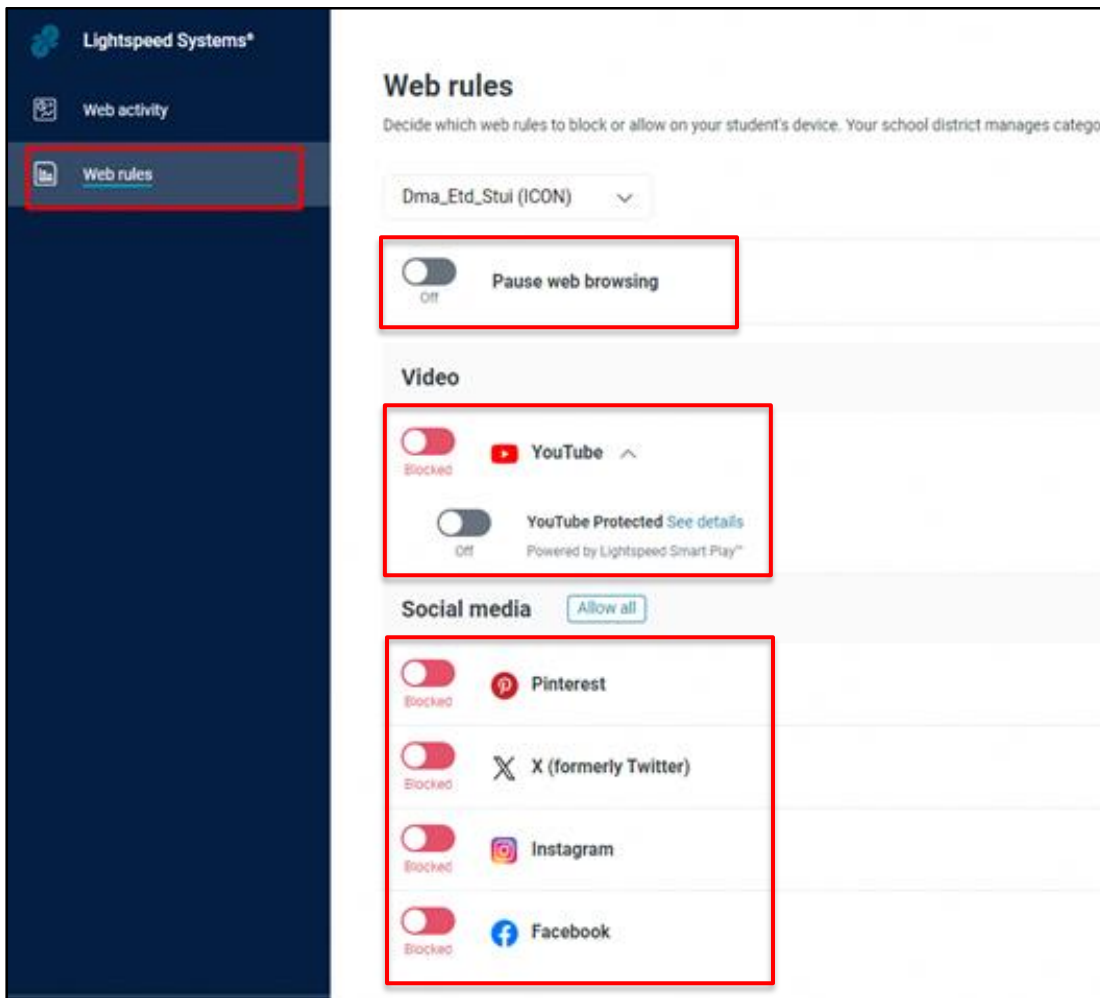 Lightspeed Systems®
Web activity
Web rules
Web rules
Decide which web rules to block or allow on your student's device. Your school district manages catego
Dma_Etd_Stui (ICON)
Off
Pause web browsing
Video
Blocked
YouTube
Off
YouTube Protected See details
Powered by Lightspeed Smart Play™
Social media
Allow all
Blocked
Pinterest
Blocked
X (formerly Twitter)
Blocked
Instagram
Blocked
Facebook